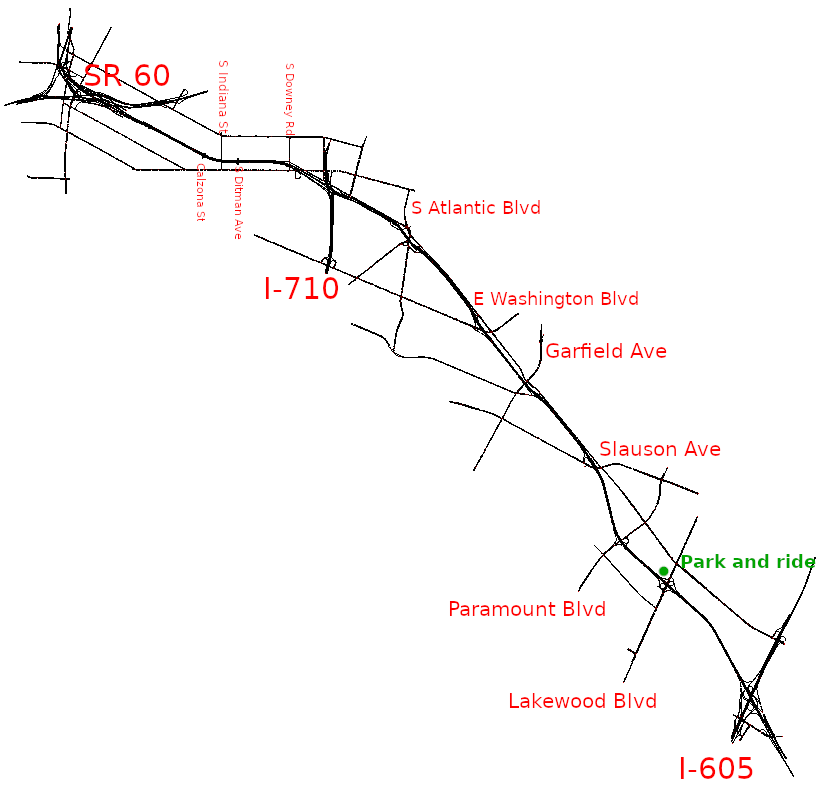 SR 60
S Indiana St
S Downey Rd
Calzona St
S Ditman Ave
S Atlantic Blvd
I-710
E Washington Blvd
Garfield Ave
Slauson Ave
Park and ride
Paramount Blvd
Lakewood Blvd
I-605